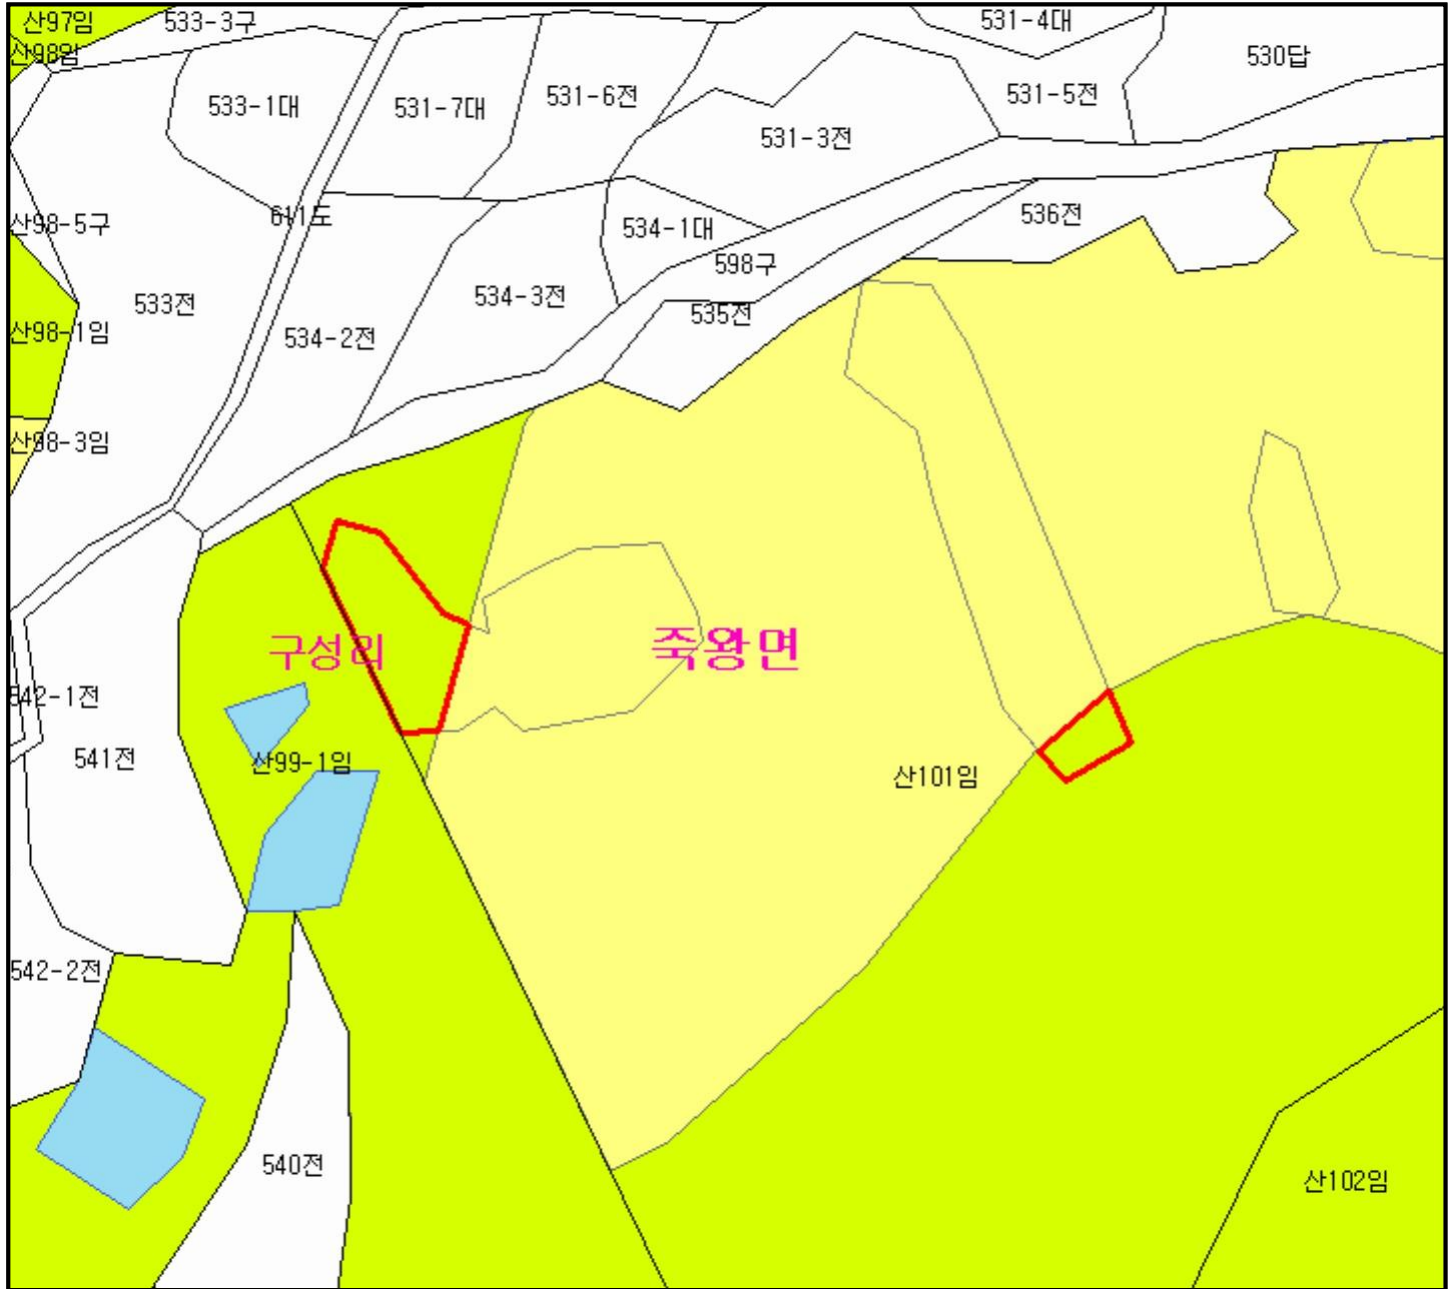 산97임
533-3구
531-4대
산98임
530답
533-1대
531-7대
531-6전
531-5전
531-3전
산98-5구
611도
534-1대
536전
598구
533전
534-3전
535전
산98-1임
534-2전
산98-3임
구성리
죽왕면
542-1전
541전
산99-1임
산101임
542-2전
540전
산102임